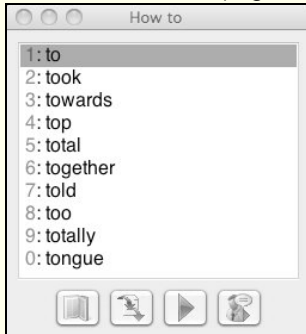 How to
1: to
2: took
3: towards
4: top
5: total
6: together
7: told
8: too
9: totally
0: tongue